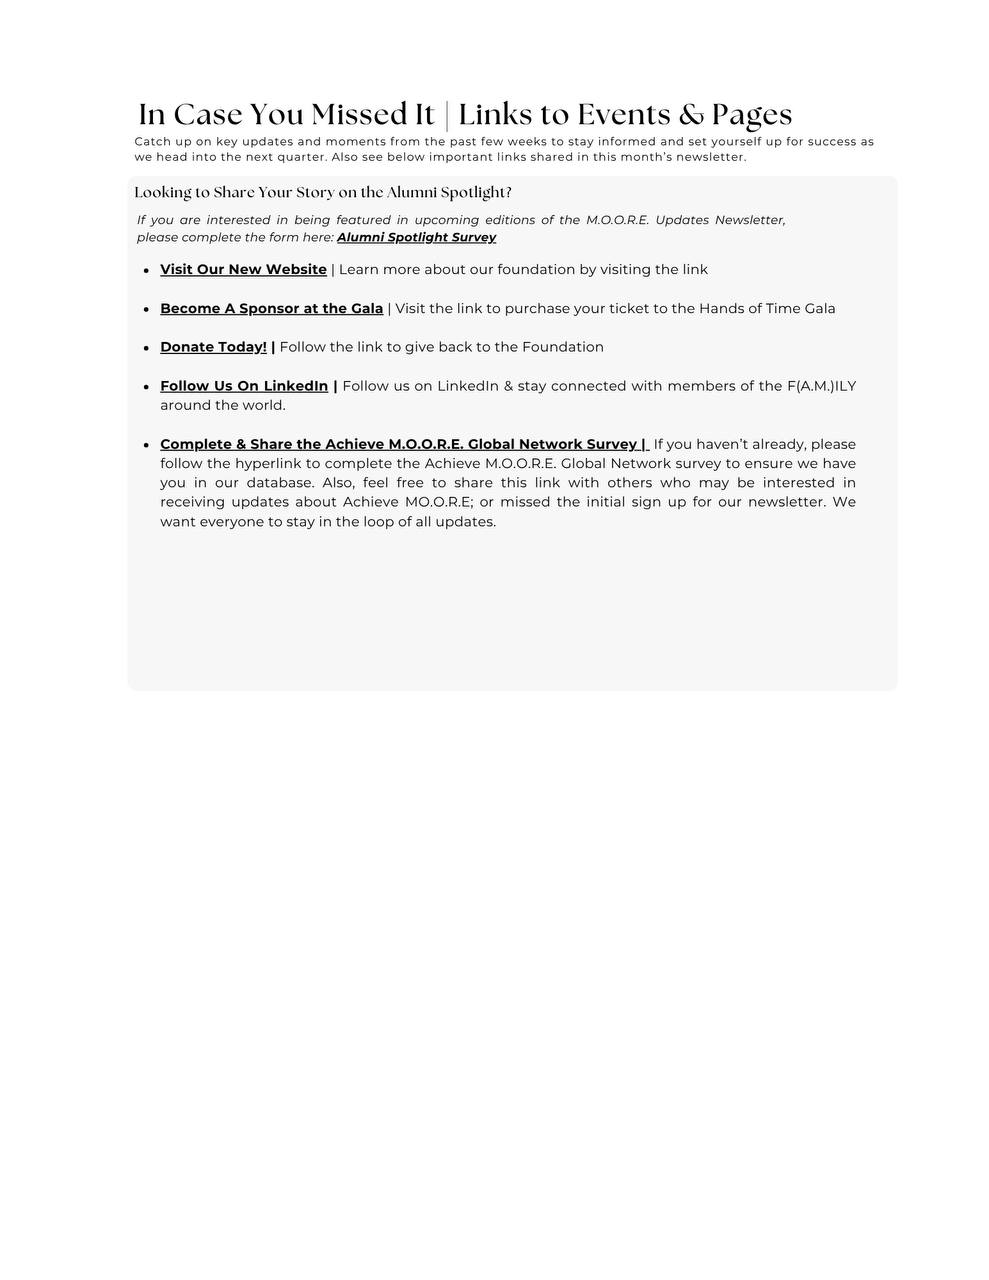 In Case You Missed It | Links to Events & Pages
Catch up on key updates and moments from the past few weeks to stay informed and set yourself up for success as
we head into the next quarter. Also see below important links shared in this month's newsletter.
Looking to Share Your Story on the Alumni Spotlight?
If you are interested in being featured in upcoming editions of the M.O.O.R.E. Updates Newsletter,
please complete the form here: Alumni Spotlight Survey
• Visit Our New Website | Learn more about our foundation by visiting the link
• Become A Sponsor at the Gala | Visit the link to purchase your ticket to the Hands of Time Gala
• Donate Today! | Follow the link to give back to the Foundation
• Follow Us On LinkedIn | Follow us on LinkedIn & stay connected with members of the F(A.M.)ILY
around the world.
• Complete & Share the Achieve M.O.O.R.E. Global Network Survey | If you haven't already, please
follow the hyperlink to complete the Achieve M.O.O.R.E. Global Network survey to ensure we have
you in our database. Also, feel free to share this link with others who may be interested in
receiving updates about Achieve MO.O.R.E; or missed the initial sign up for our newsletter. We
want everyone to stay in the loop of all updates.